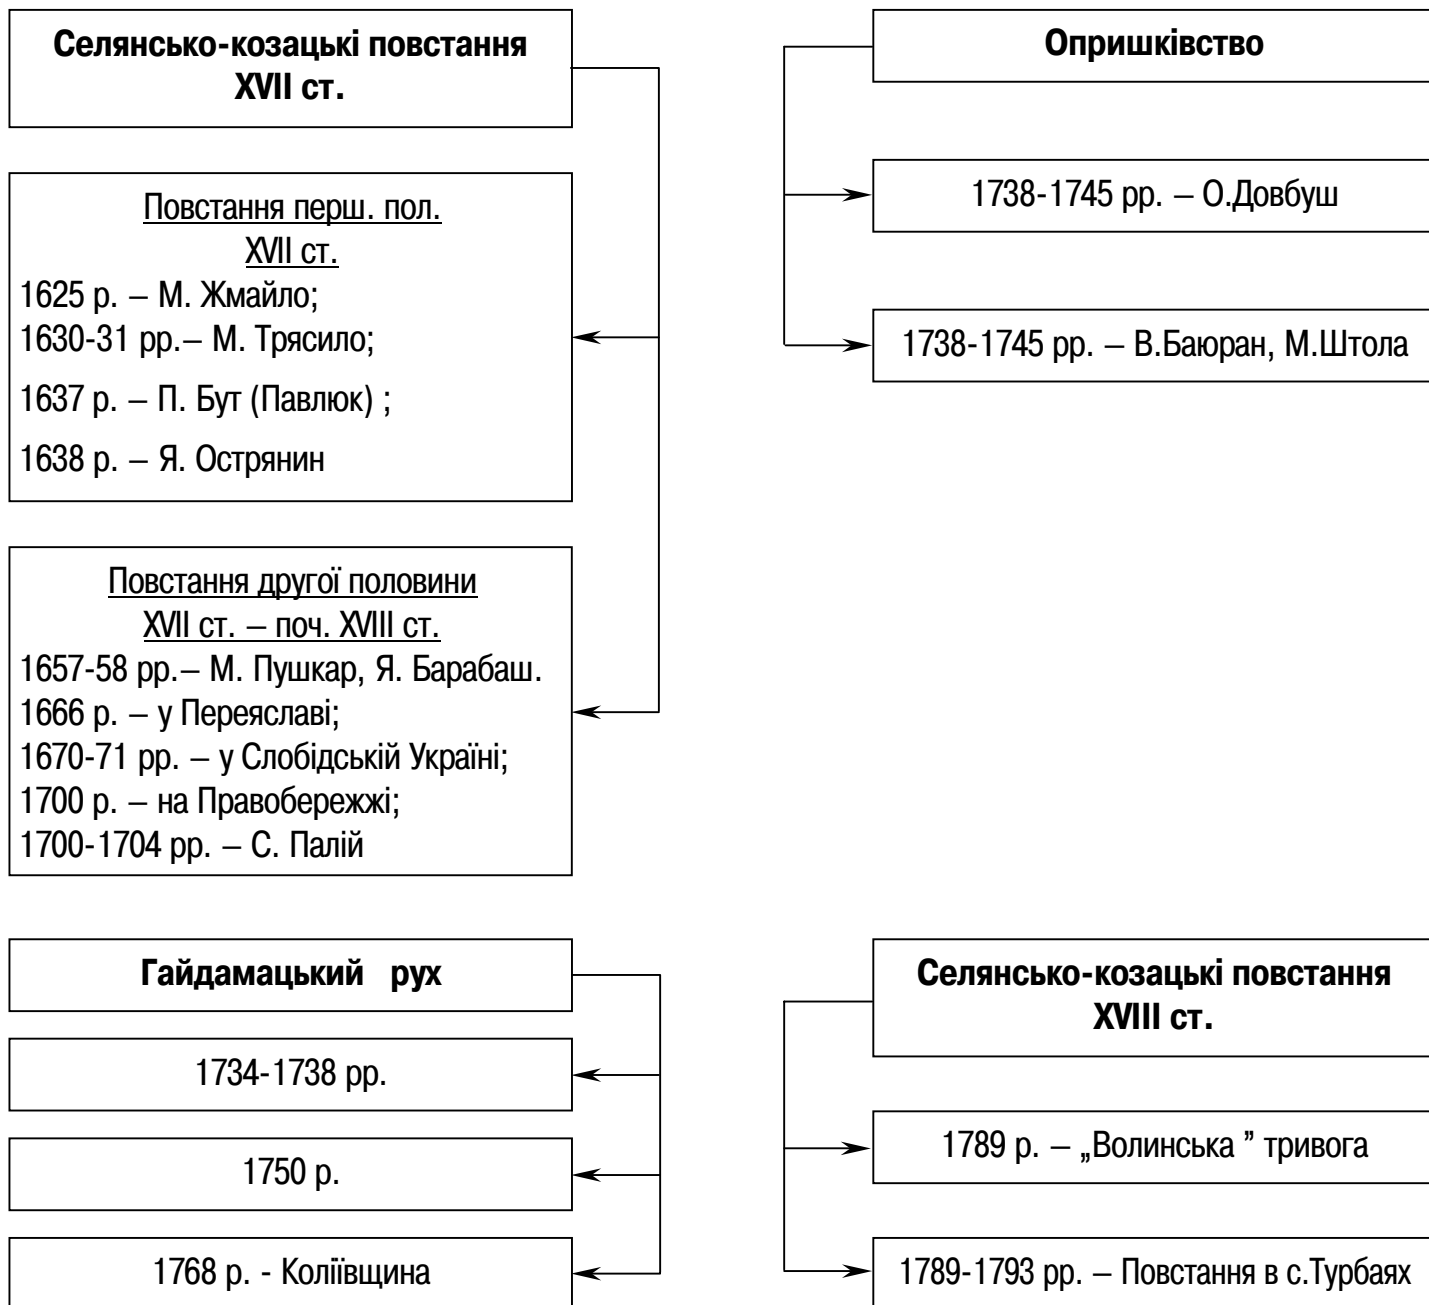 Селянсько-козацькі повстання
XVII ст.
Повстання перш. пол.
XVII ст.
1625 р. – М. Жмайло;
1630-31 рр.– М. Трясило;
1637 р. – П. Бут (Павлюк) ;
1638 р. – Я. Острянин
Повстання другої половини
XVII ст. – поч. XVIII ст.
1657-58 рр.– М. Пушкар, Я. Барабаш.
1666 р. – у Переяславі;
1670-71 рр. – у Слобідській Україні;
1700 р. – на Правобережжі;
1700-1704 рр. – С. Палій
Опришківство
1738-1745 рр. – О.Довбуш
1738-1745 рр. – В.Баюран, М.Штола
Гайдамацький рух
1734-1738 рр.
1750 р.
1768 р. - Коліївщина
Селянсько-козацькі повстання
XVIII ст.
1789 р. – „Волинська ” тривога
1789-1793 рр. – Повстання в с.Турбаях